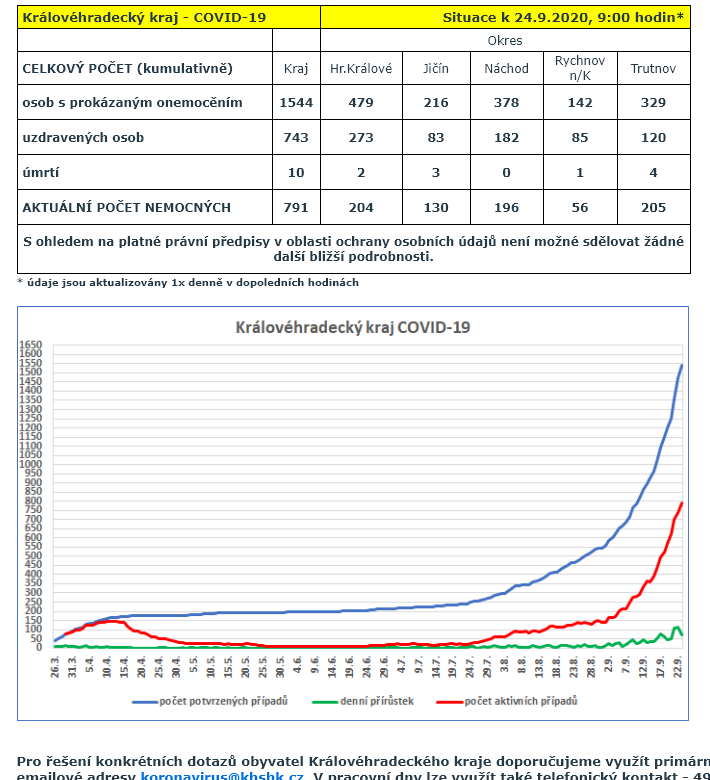 Královéhradecký kraj - COVID-19 Situace k 24.9.2020, 9:00 hodin*
Okres
CELKOVÝ POČET (kumulativně) Kraj Hr.Králové Jičín Náchod Rychnov n/K Trutnov
osob s prokázaným onemocěním 1544 479 216 378 142 329
uzdravených osob 743 273 83 182 85 120
úmrtí 10 2 3 0 1 4
AKTUÁLNÍ POČET NEMOCNÝCH 791 204 130 196 56 205
S ohledem na platné právní předpisy v oblasti ochrany osobních údajů není možné sdělovat žádné
další bližší podrobnosti.
* údaje jsou aktualizovány 1x denně v dopoledních hodinách
Královéhradecký kraj COVID-19
1650
1600
1550
1500
1450
1400
1350
1300
1250
1200
1150
1100
1050
1000
950
900
850
800
750
700
650
600
550
500
450
400
350
300
250
200
150
100
50
0
26.3. 31.3. 5.4. 10.4. 15.4. 20.4. 25.4. 30.4. 5.5. 10.5. 15.5. 20.5. 25.5. 30.5. 4.6. 9.6. 14.6. 19.6. 24.6. 29.6. 4.7. 9.7. 14.7. 19.7. 24.7. 29.7. 3.8. 8.8. 13.8. 18.8. 23.8. 28.8. 2.9. 7.9. 12.9. 17.9. 22.9.
počet potvrzených případů denní přírůstek počet aktivních případů
Pro řešení konkrétních dotazů obyvatel Královéhradeckého kraje doporučujeme využít primárn
emailové adresy koronavirus@khshk.cz. V pracovní dny lze využít také telefonický kontakt - 49